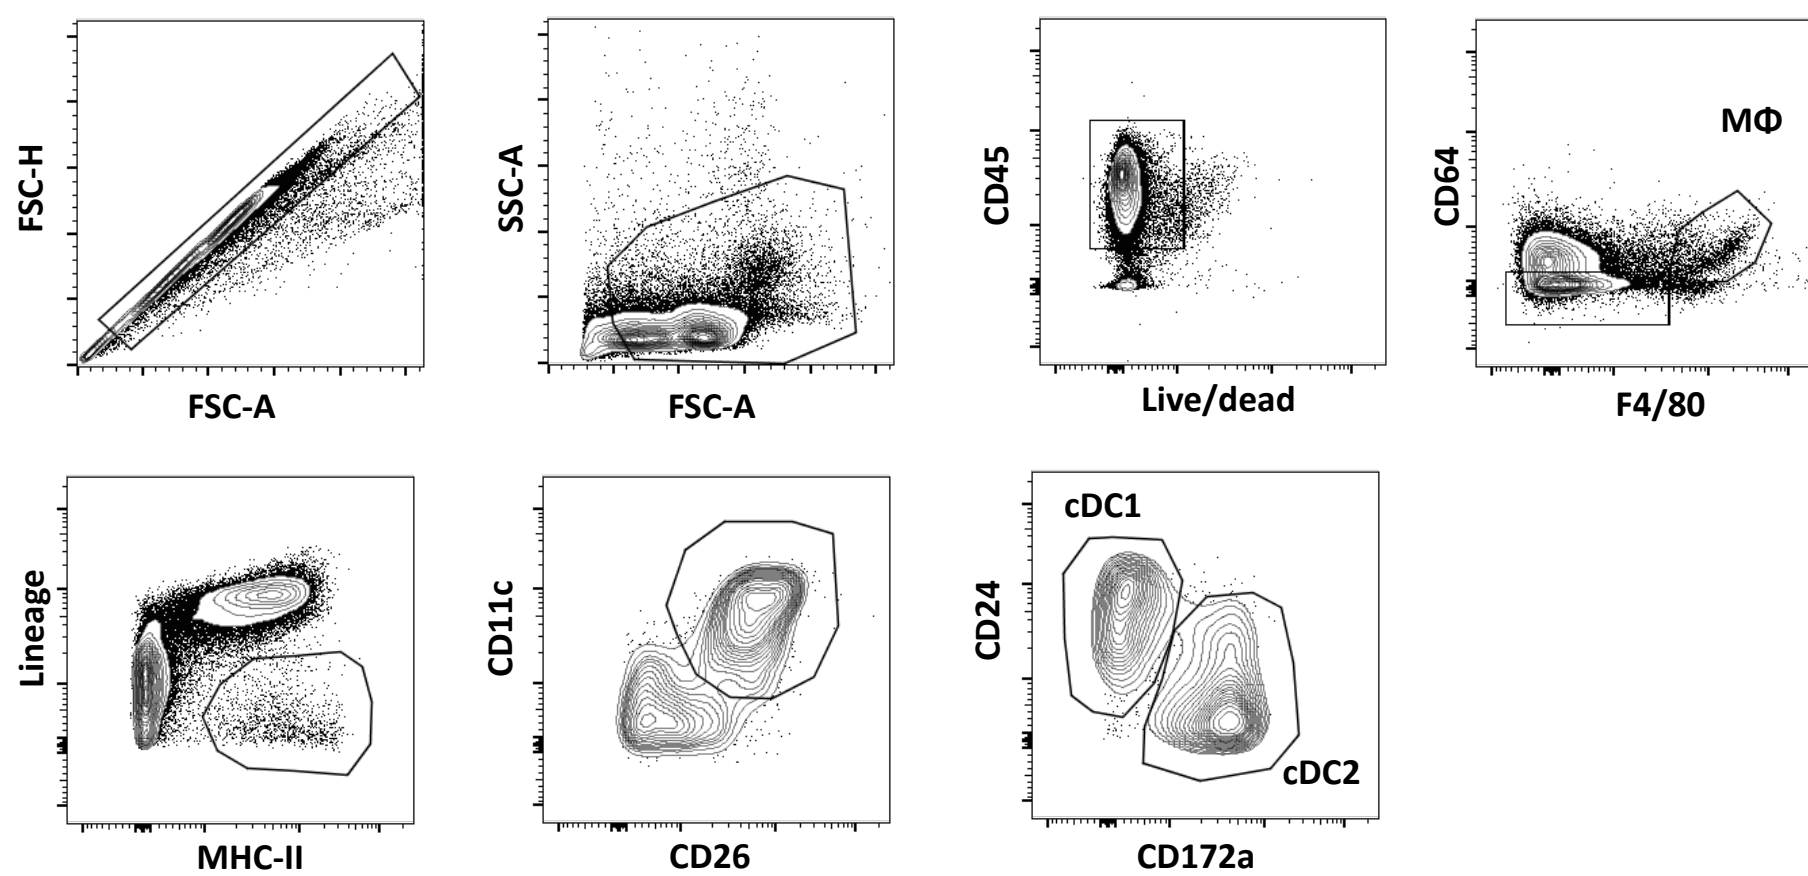 FSC-H
FSC-A
SSC-A
FSC-A
CD45
Live/dead
CD64
MΦ
F4/80
Lineage
MHC-II
CD11c
CD26
CD24
cDC1
cDC2
CD172a